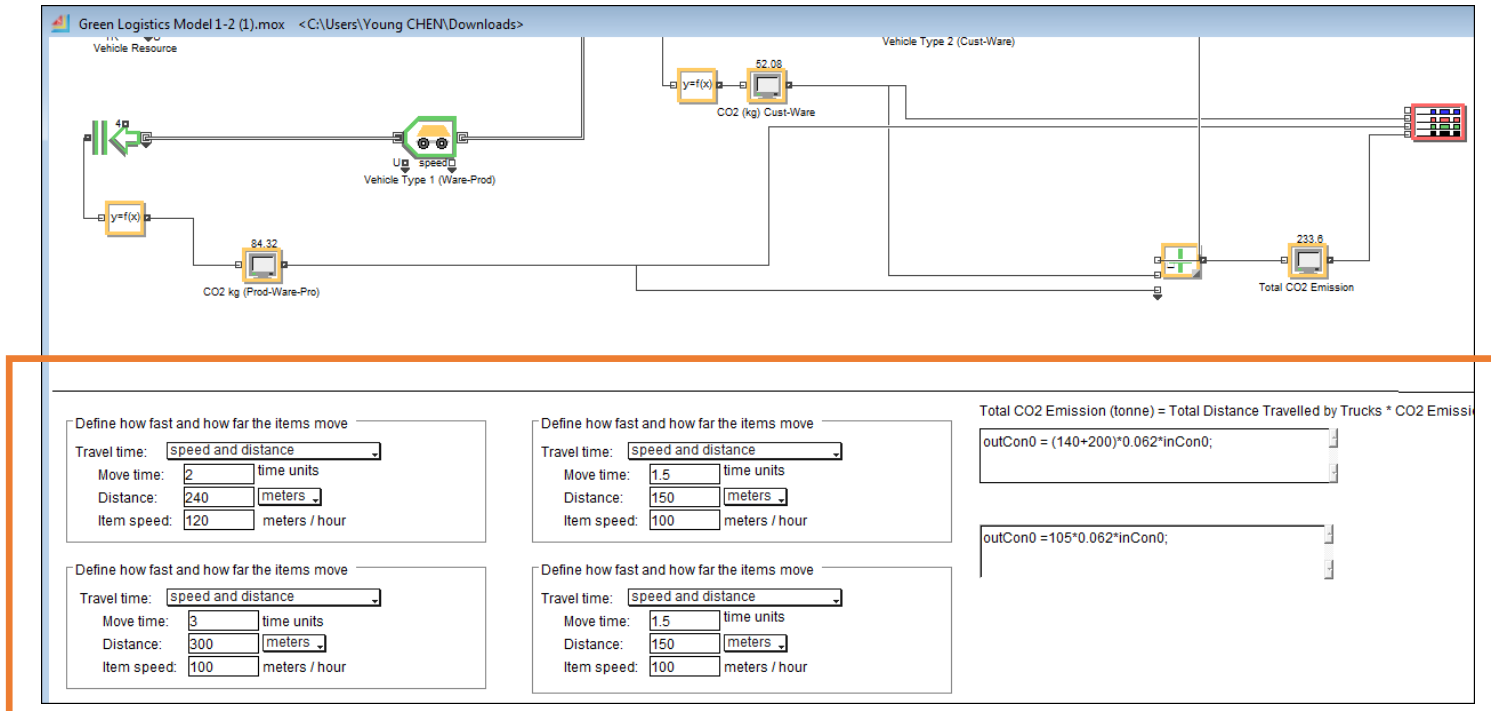 Green Logistics Model 1-2 (1).mox <C:\Users\Young CHEN\Downloads>
Vehicle Resource
Vehicle Type 2 (Cust-Ware)
52.08
y=f(x)
CO2 (kg) Cust-Ware
4
U speed
Vehicle Type 1 (Ware-Prod)
y=f(x)
84.32
CO2 kg (Prod-Ware-Pro)
233.6
Total CO2 Emission
Define how fast and how far the items move
Travel time: speed and distance
Move time: 2 time units
Distance: 240 meters
Item speed: 120 meters / hour
Define how fast and how far the items move
Travel time: speed and distance
Move time: 1.5 time units
Distance: 150 meters
Item speed: 100 meters / hour
Total CO2 Emission (tonne) = Total Distance Travelled by Trucks * CO2 Emissi
outCon0 = (140+200)*0.062*inCon0;
outCon0 =105*0.062*inCon0;
Define how fast and how far the items move
Travel time: speed and distance
Move time: 3 time units
Distance: 300 meters
Item speed: 100 meters / hour
Define how fast and how far the items move
Travel time: speed and distance
Move time: 1.5 time units
Distance: 150 meters
Item speed: 100 meters / hour